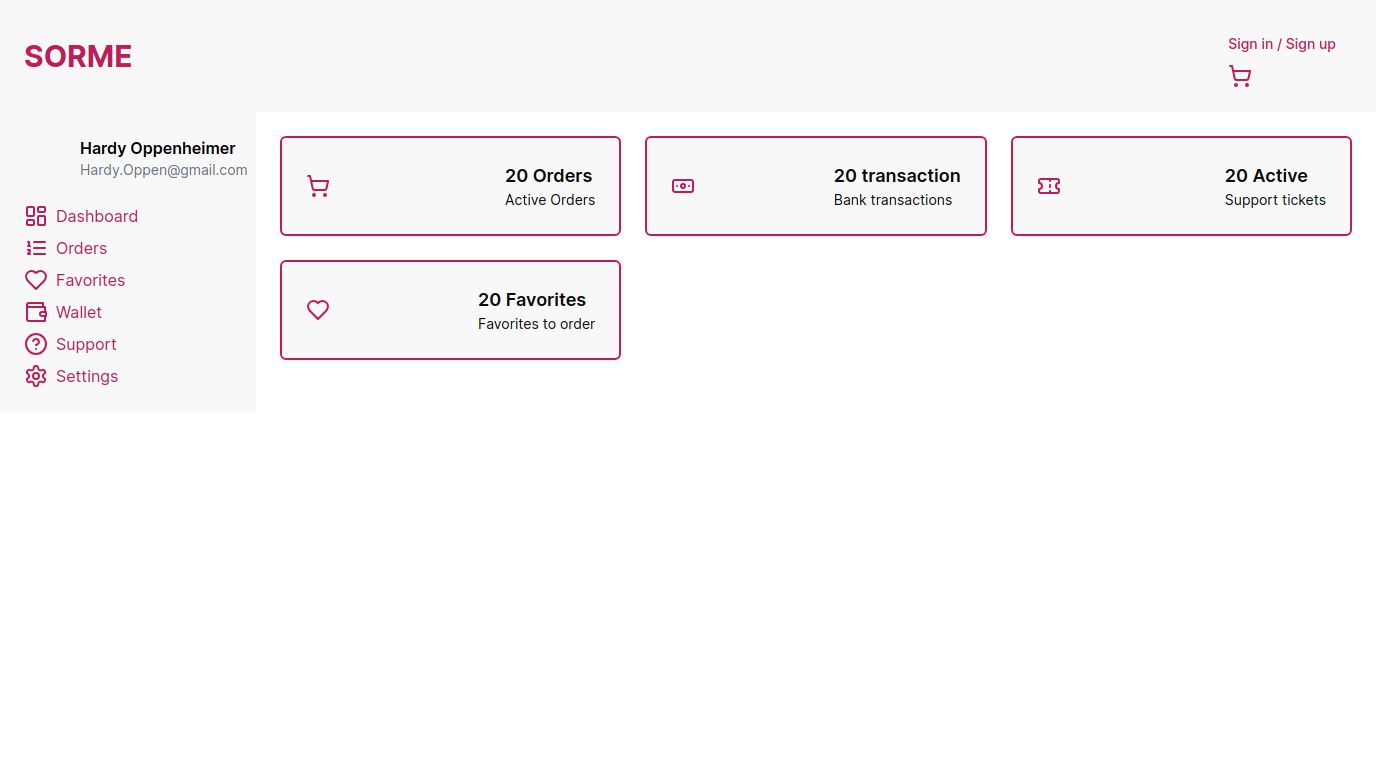 SORME
Sign in / Sign up
Hardy Oppenheimer
Hardy.Oppen@gmail.com
Dashboard
Orders
Favorites
Wallet
Support
Settings
20 Orders
Active Orders
20 transaction
Bank transactions
20 Active
Support tickets
20 Favorites
Favorites to order